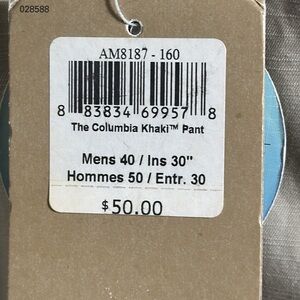 028588
AM8187 - 160
8 83834 69957 8
The Columbia Khaki™ Pant
Mens 40 / Ins 30"
Hommes 50 / Entr. 30
$50.00